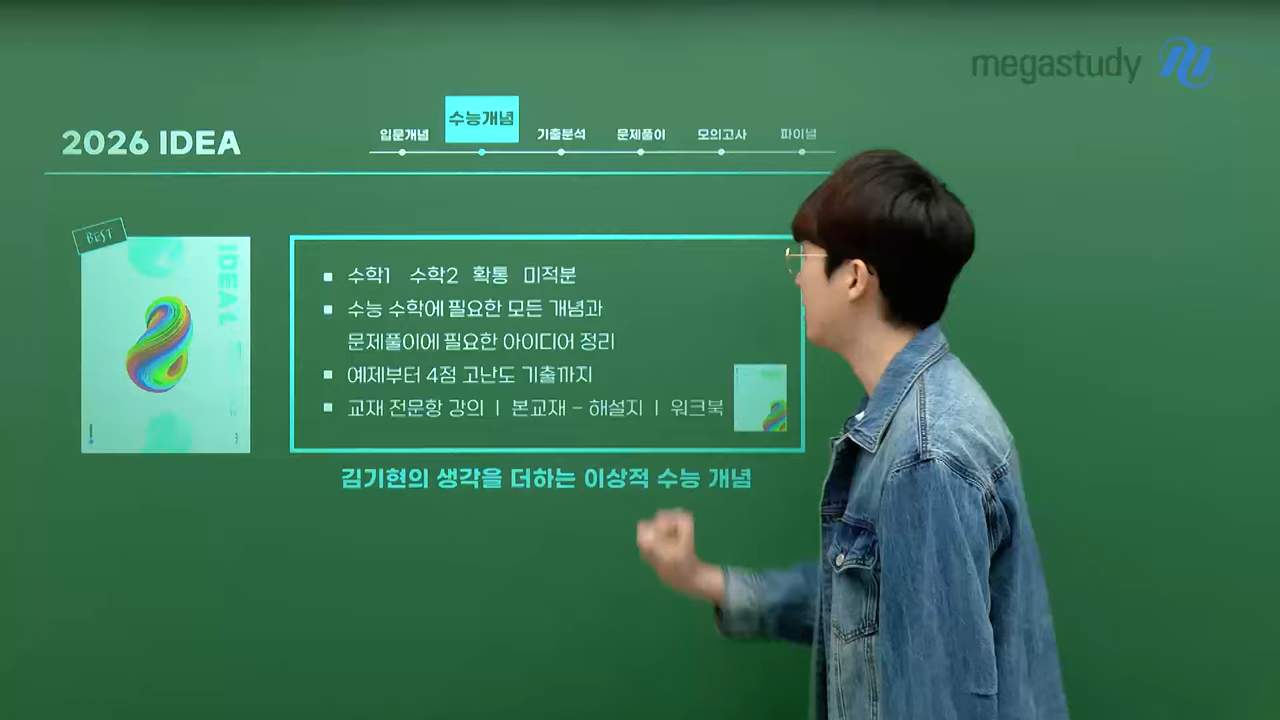 megastudy
2026 IDEA
입문개념 수능개념 기출분석 문제풀이 모의고사 파이널
BEST
IDEA
수학1 수학2 확통 미적분
수능 수학에 필요한 모든 개념과
문제풀이에 필요한 아이디어 정리
예제부터 4점 고난도 기출까지
교재 전문항 강의 | 본교재 - 해설지 | 워크북
김기현의 생각을 더하는 이상적 수능 개념